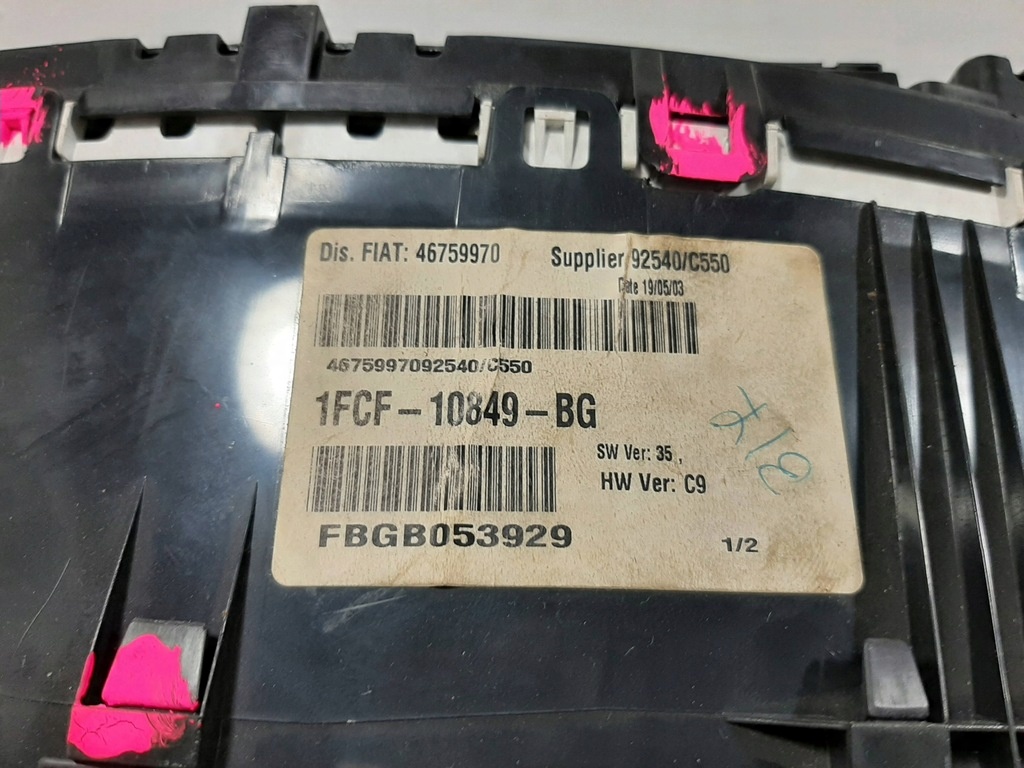 Dis. FIAT: 46759970 Supplier 92540/C550
Date 19/05/03
4675997092540/C550
1FCF-10849-BG
SW Ver: 35 ,
HW Ver: C9
FBGB053929
1/2